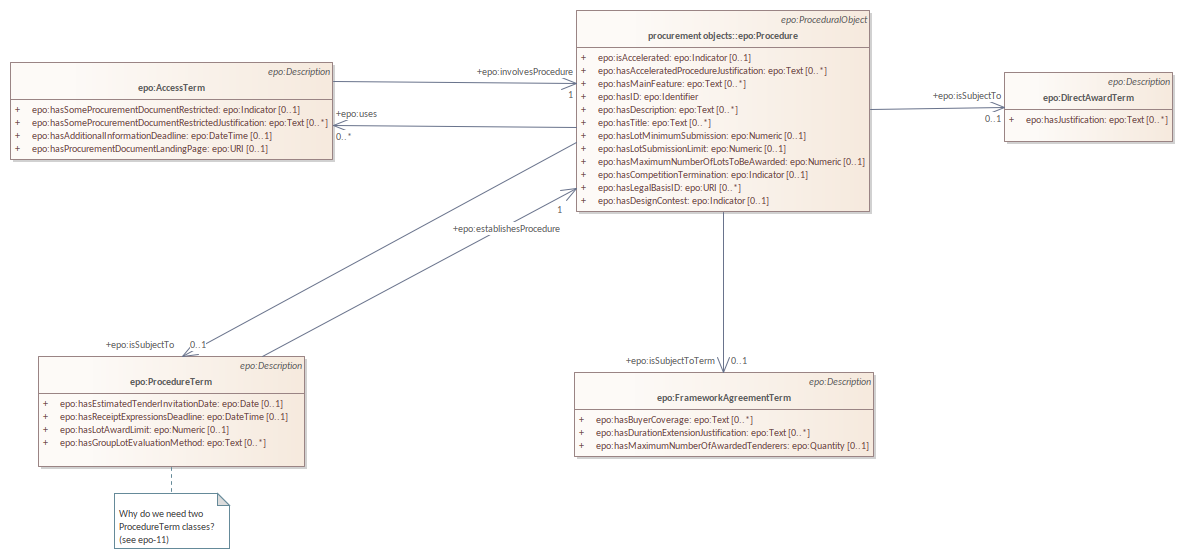 epo:ProceduralObject
procurement objects::epo:Procedure
+ epo:isAccelerated: epo:Indicator [0..1]
+ epo:hasAcceleratedProcedureJustification: epo:Text [0..*]
+ epo:hasMainFeature: epo:Text [0..*]
+ epo:hasID: epo:Identifier
+ epo:hasDescription: epo:Text [0..*]
+ epo:hasTitle: epo:Text [0..*]
+ epo:hasLotMinimumSubmission: epo:Numeric [0..1]
+ epo:hasLotSubmissionLimit: epo:Numeric [0..1]
+ epo:hasMaximumNumberOfLotsToBeAwarded: epo:Numeric [0..1]
+ epo:hasCompetitionTermination: epo:Indicator [0..1]
+ epo:hasLegalBasisID: epo:URI [0..*]
+ epo:hasDesignContest: epo:Indicator [0..1]
epo:Description
epo:AccessTerm
+ epo:hasSomeProcurementDocumentRestricted: epo:Indicator [0..1]
+ epo:hasSomeProcurementDocumentRestrictedJustification: epo:Text [0..*]
+ epo:hasAdditionalInformationDeadline: epo:DateTime [0..1]
+ epo:hasProcurementDocumentLandingPage: epo:URI [0..1]
+epo:involvesProcedure
1
+epo:uses
0..*
+epo:isSubjectTo
0..1
epo:Description
epo:DIrectAwardTerm
+ epo:hasJustification: epo:Text [0..*]
1
+epo:establishesProcedure
+epo:isSubjectTo 0..1
epo:Description
epo:ProcedureTerm
+ epo:hasEstimatedTenderInvitationDate: epo:Date [0..1]
+ epo:hasReceiptExpressionsDeadline: epo:DateTime [0..1]
+ epo:hasLotAwardLimit: epo:Numeric [0..1]
+ epo:hasGroupLotEvaluationMethod: epo:Text [0..*]
+epo:isSubjectToTerm 0..1
epo:Description
epo:FrameworkAgreementTerm
+ epo:hasBuyerCoverage: epo:Text [0..*]
+ epo:hasDurationExtensionJustification: epo:Text [0..*]
+ epo:hasMaximumNumberOfAwardedTenderers: epo:Quantity [0..1]
Why do we need two
ProcedureTerm classes?
(see epo-11)